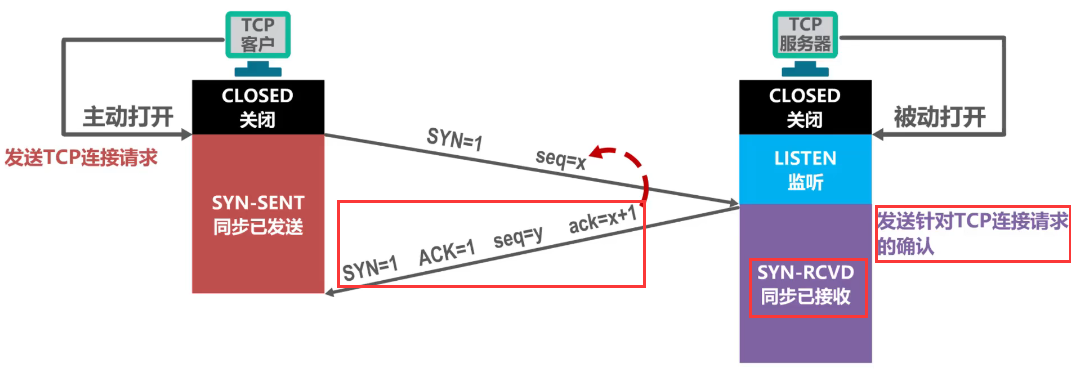 TCP
客户
TCP
服务器
CLOSED
关闭
CLOSED
关闭
主动打开
被动打开
发送TCP连接请求
SYN=1
seq=x
LISTEN
监听
SYN-SENT
同步已发送
SYN=1 ACK=1 seq=y ack=x+1
发送针对TCP连接请求
的确认
SYN-RCVD
同步已接收